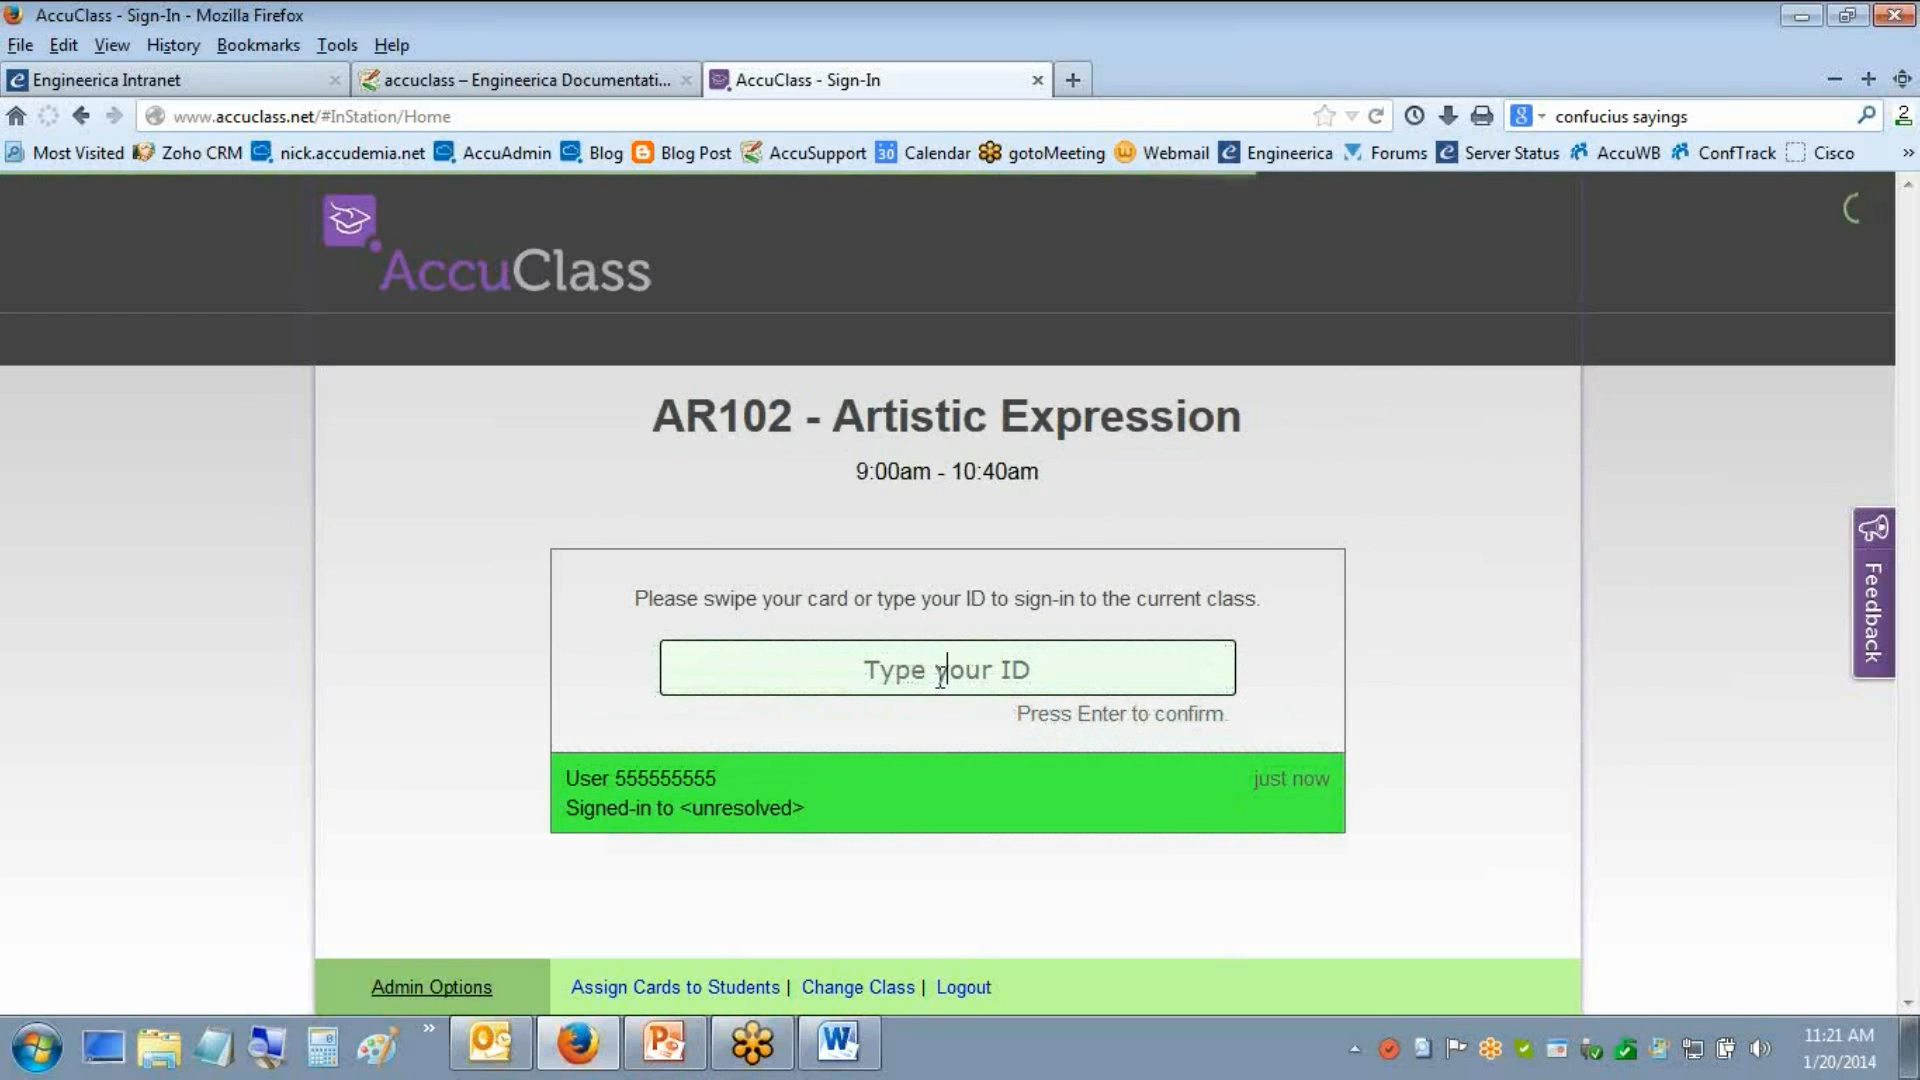 AccuClass - Sign-In - Mozilla Firefox
File Edit View History Bookmarks Tools Help
Engineerica Intranet
accuclass – Engineerica Documentati...
AccuClass - Sign-In
www.accuclass.net/#InStation/Home
confucius sayings
2
Most Visited Zoho CRM nick.accudemia.net AccuAdmin Blog Blog Post AccuSupport 30 Calendar gotoMeeting Webmail Engineerica Forums Server Status AccuWB ConfTrack Cisco »
AccuClass
AR102 - Artistic Expression
9:00am - 10:40am
Please swipe your card or type your ID to sign-in to the current class.
Type your ID
Press Enter to confirm.
User 555555555 just now
Signed-in to <unresolved>
Feedback
Admin Options Assign Cards to Students | Change Class | Logout
11:21 AM
1/20/2014